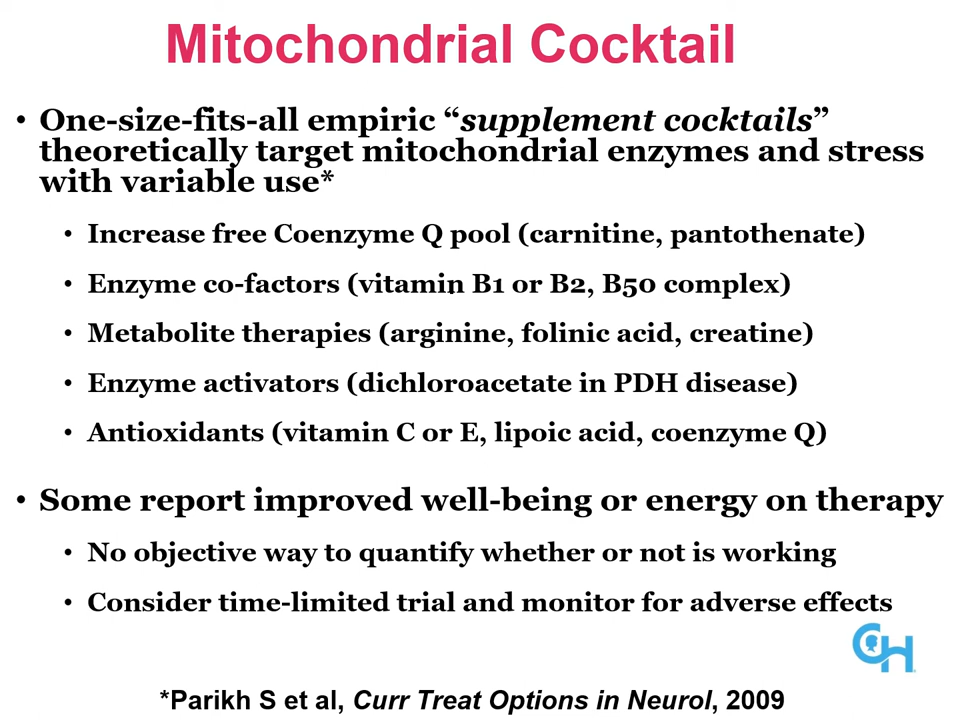 Mitochondrial Cocktail
• One-size-fits-all empiric “supplement cocktails”
theoretically target mitochondrial enzymes and stress
with variable use*
• Increase free Coenzyme Q pool (carnitine, pantothenate)
• Enzyme co-factors (vitamin B1 or B2, B50 complex)
• Metabolite therapies (arginine, folinic acid, creatine)
• Enzyme activators (dichloroacetate in PDH disease)
• Antioxidants (vitamin C or E, lipoic acid, coenzyme Q)
• Some report improved well-being or energy on therapy
• No objective way to quantify whether or not is working
• Consider time-limited trial and monitor for adverse effects
CH
*Parikh S et al, Curr Treat Options in Neurol, 2009